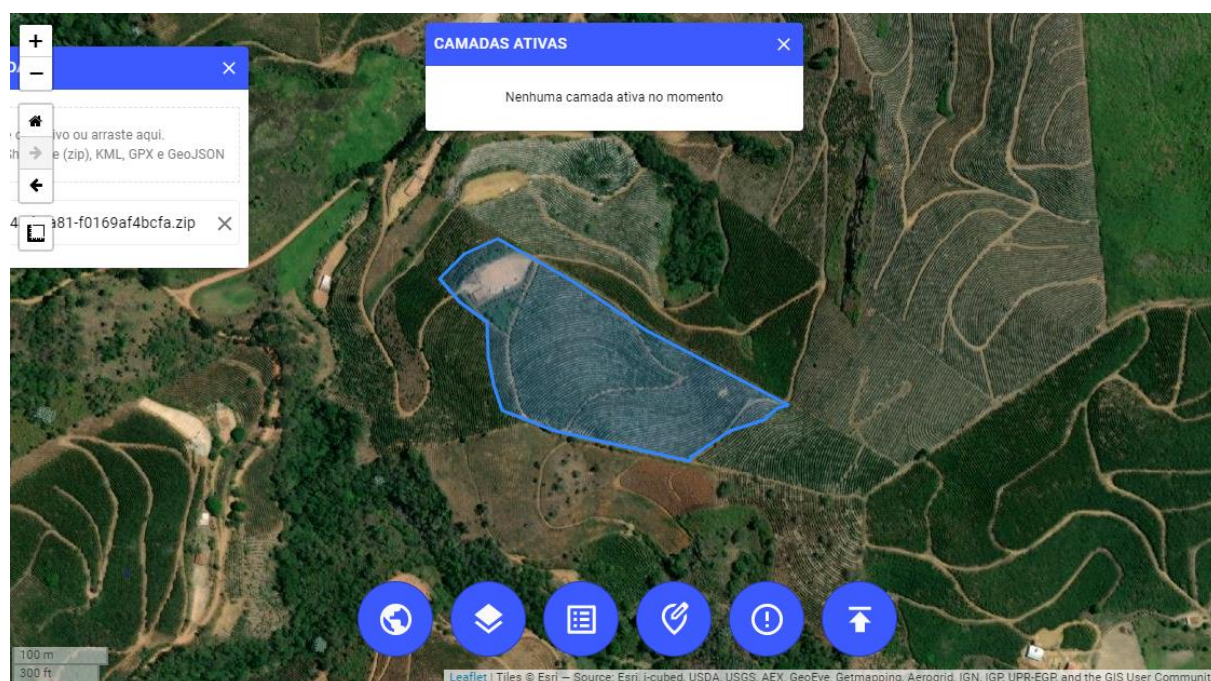 +
CAMADAS ATIVAS
−
Nenhuma camada ativa no momento
ivo ou arraste aqui.
e (zip), KML, GPX e GeoJSON
a81-f0169af4bcfa.zip
100 m
300 ft
Leaflet | Tiles © Esri — Source: Esri, i-cubed, USDA, USGS, AEX, GeoEye, Getmapping, Aerogrid, IGN, IGP, UPR-EGP, and the GIS User Communit